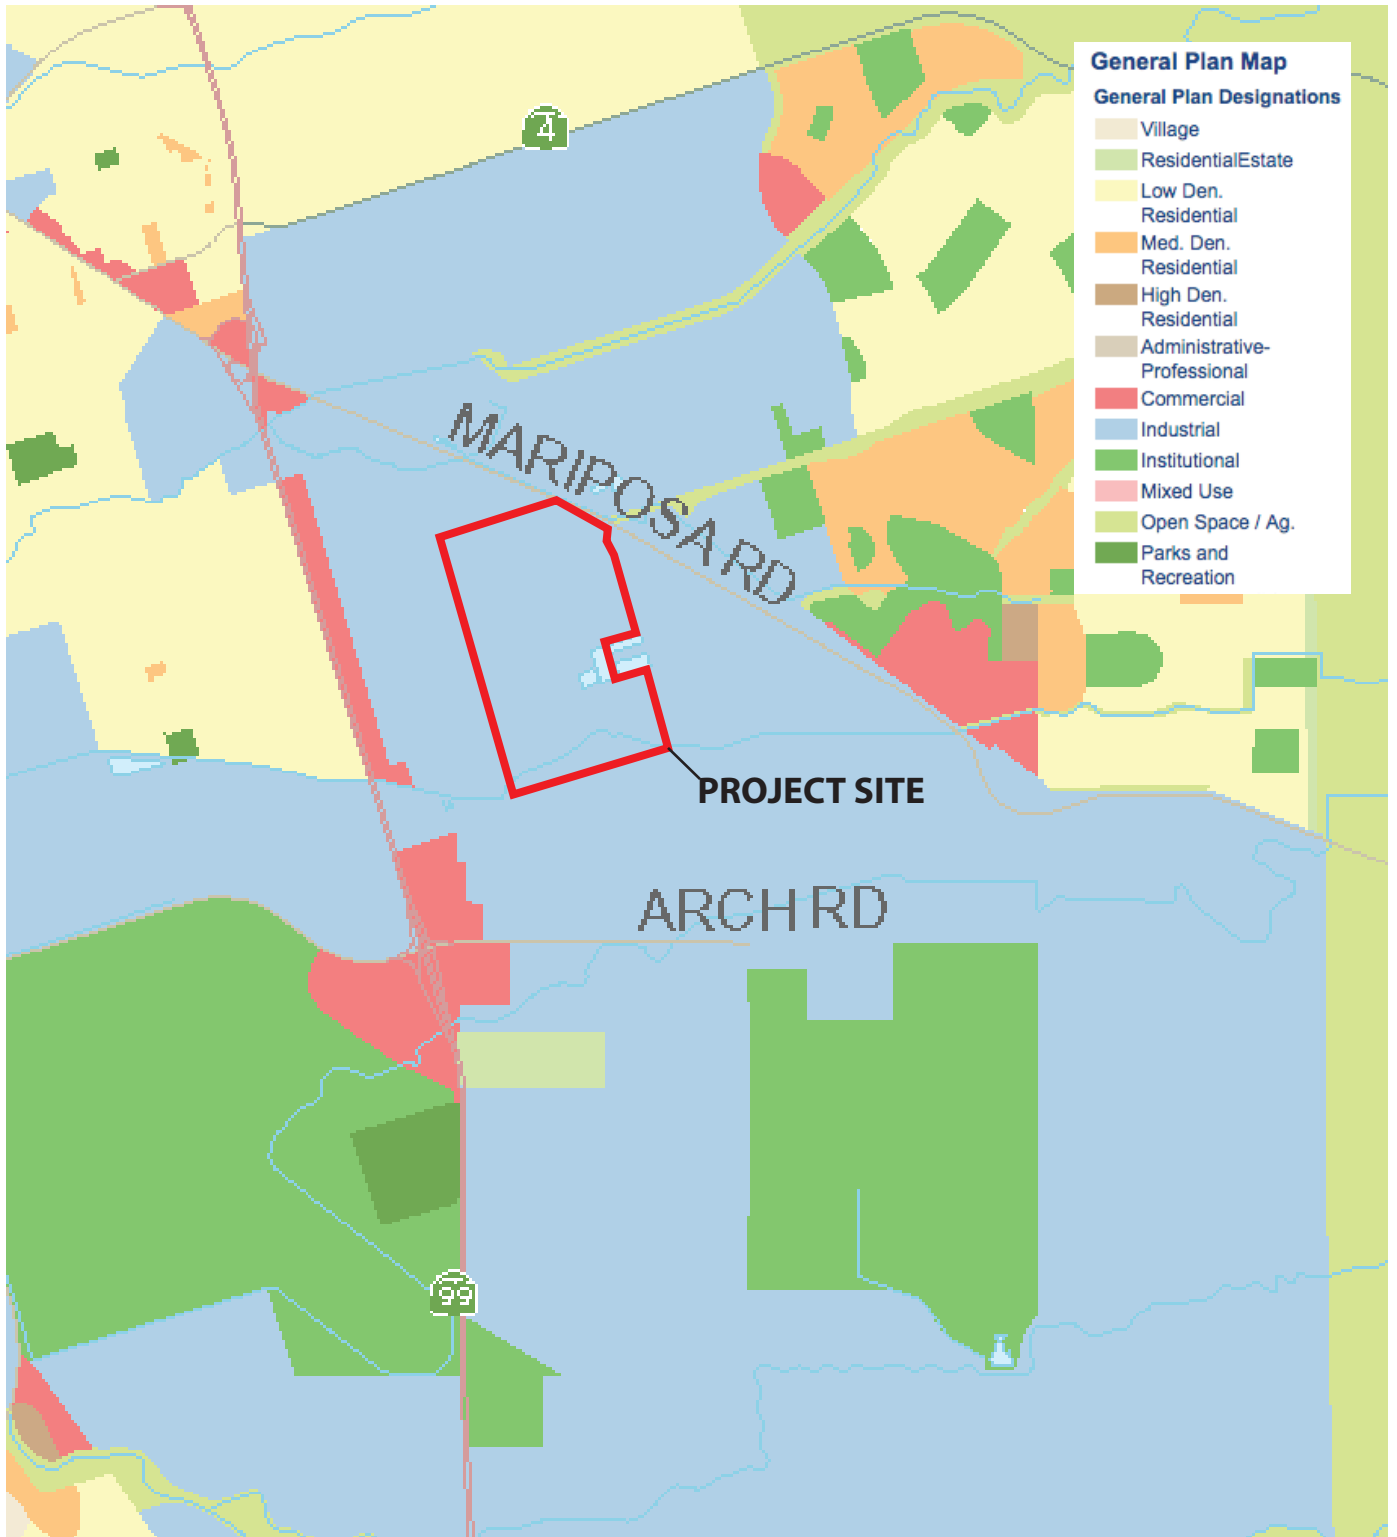 General Plan Map
General Plan Designations
Village
ResidentialEstate
Low Den.
Residential
Med. Den.
Residential
High Den.
Residential
Administrative-
Professional
Commercial
Industrial
Institutional
Mixed Use
Open Space / Ag.
Parks and
Recreation
4
MARIPOSA RD
PROJECT SITE
ARCH RD
99